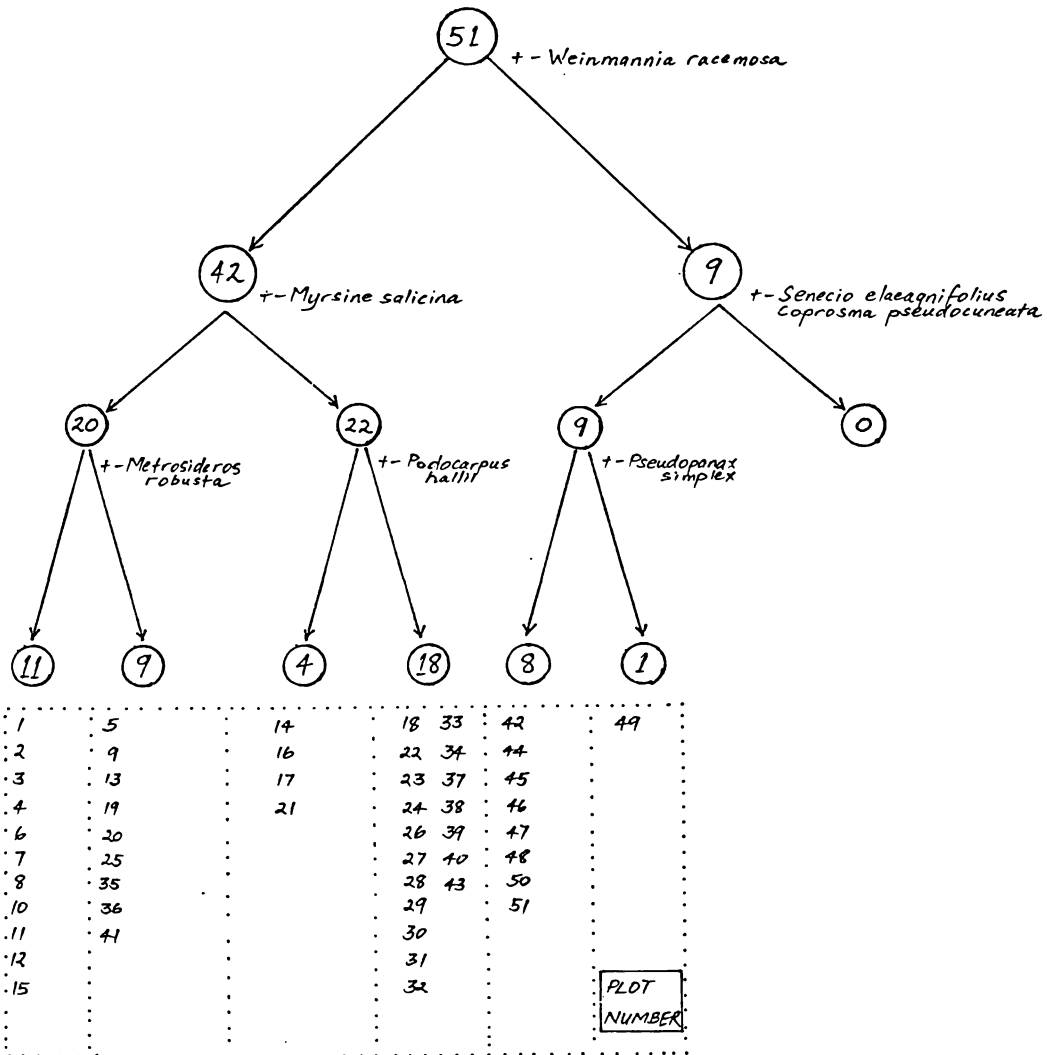 51
+ - Weinmannia racemosa
42
+- Myrsine salicina
9
+- Senecio elaeagnifolius
Coprosma pseudocuneata
20
+- Metrosideros
robusta
22
+- Podocarpus
hallii
9
+- Pseudopanax
simplex
0
11 9 4 18 8 1
1 5 14 18 33 42 49
2 9 16 22 34 44
3 13 17 23 37 45
4 19 21 24 38 46
6 20 26 39 47
7 25 27 40 48
8 35 28 43 50
10 36 29 51
11 41 30
12 31
15 32
PLOT
NUMBER